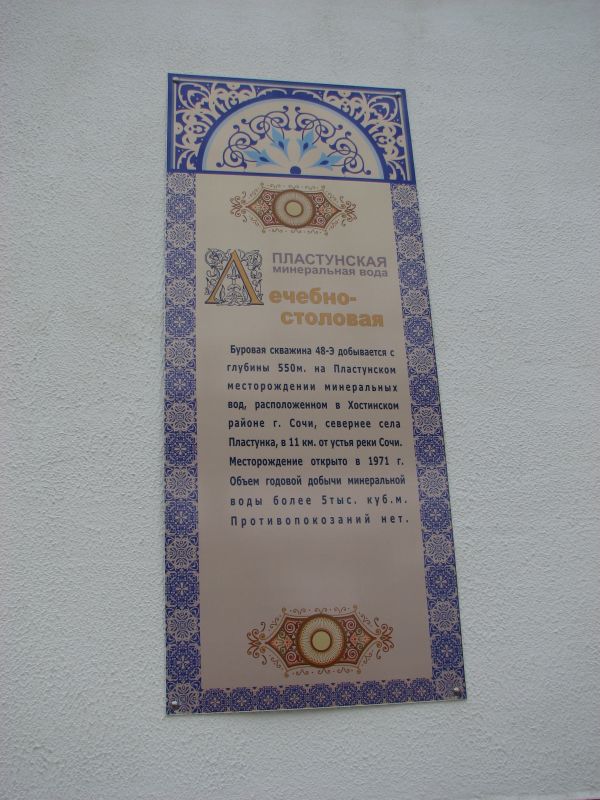 ПЛАСТУНСКАЯ
минеральная вода
Лечебно-
столовая
Буровая скважина 48-Э добывается с
глубины 550м. на Пластунском
месторождении минеральных
вод, расположенном в Хостинском
районе г. Сочи, севернее села
Пластунка, в 11 км. от устья реки Сочи.
Месторождение открыто в 1971 г.
Объем годовой добычи минеральной
воды более 5тыс. куб.м.
Противопоказаний нет.